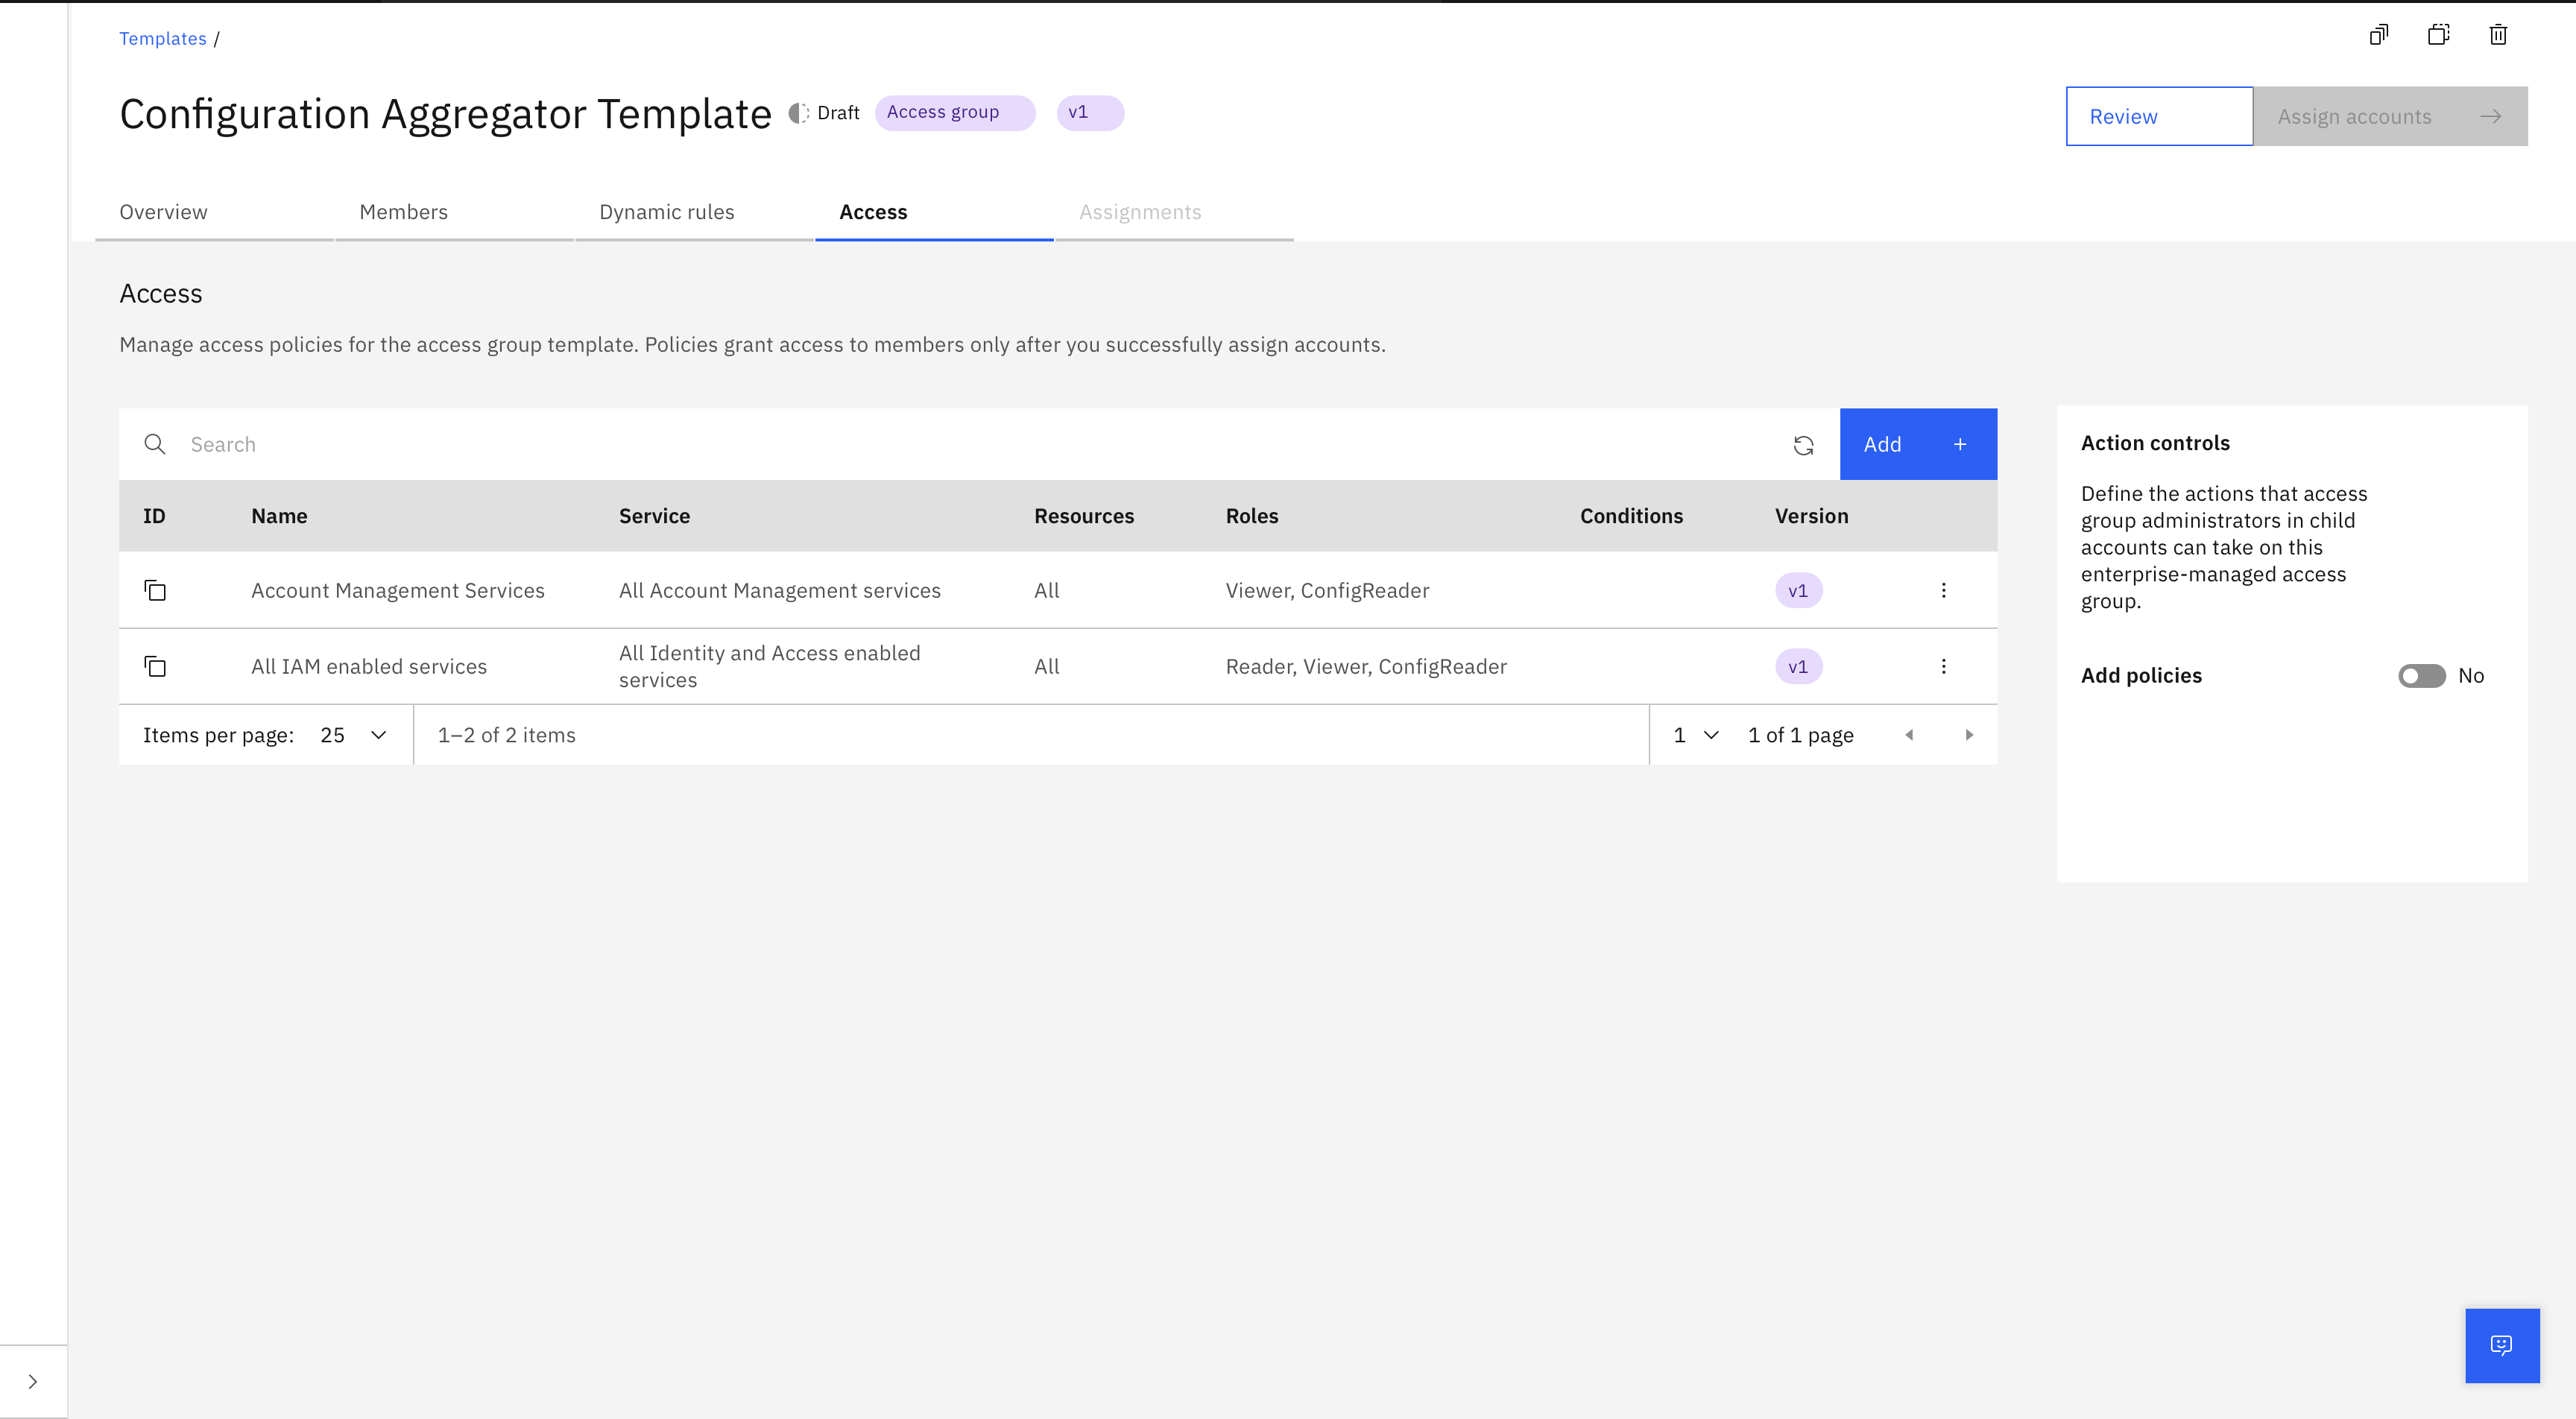 Templates /
Configuration Aggregator Template Draft Access group v1
Review Assign accounts
Overview Members Dynamic rules Access Assignments
Access
Manage access policies for the access group template. Policies grant access to members only after you successfully assign accounts.
Search Add
ID Name Service Resources Roles Conditions Version
Account Management Services All Account Management services All Viewer, ConfigReader v1
All IAM enabled services All Identity and Access enabled
services All Reader, Viewer, ConfigReader v1
Items per page: 25 1–2 of 2 items 1 1 of 1 page
Action controls
Define the actions that access
group administrators in child
accounts can take on this
enterprise-managed access
group.
Add policies No